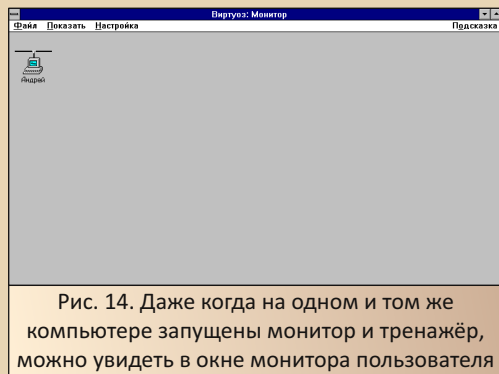 Виртуоз: Монитор
Файл Показать Настройка Подсказка
Андрей
Рис. 14. Даже когда на одном и том же
компьютере запущены монитор и тренажёр,
можно увидеть в окне монитора пользователя